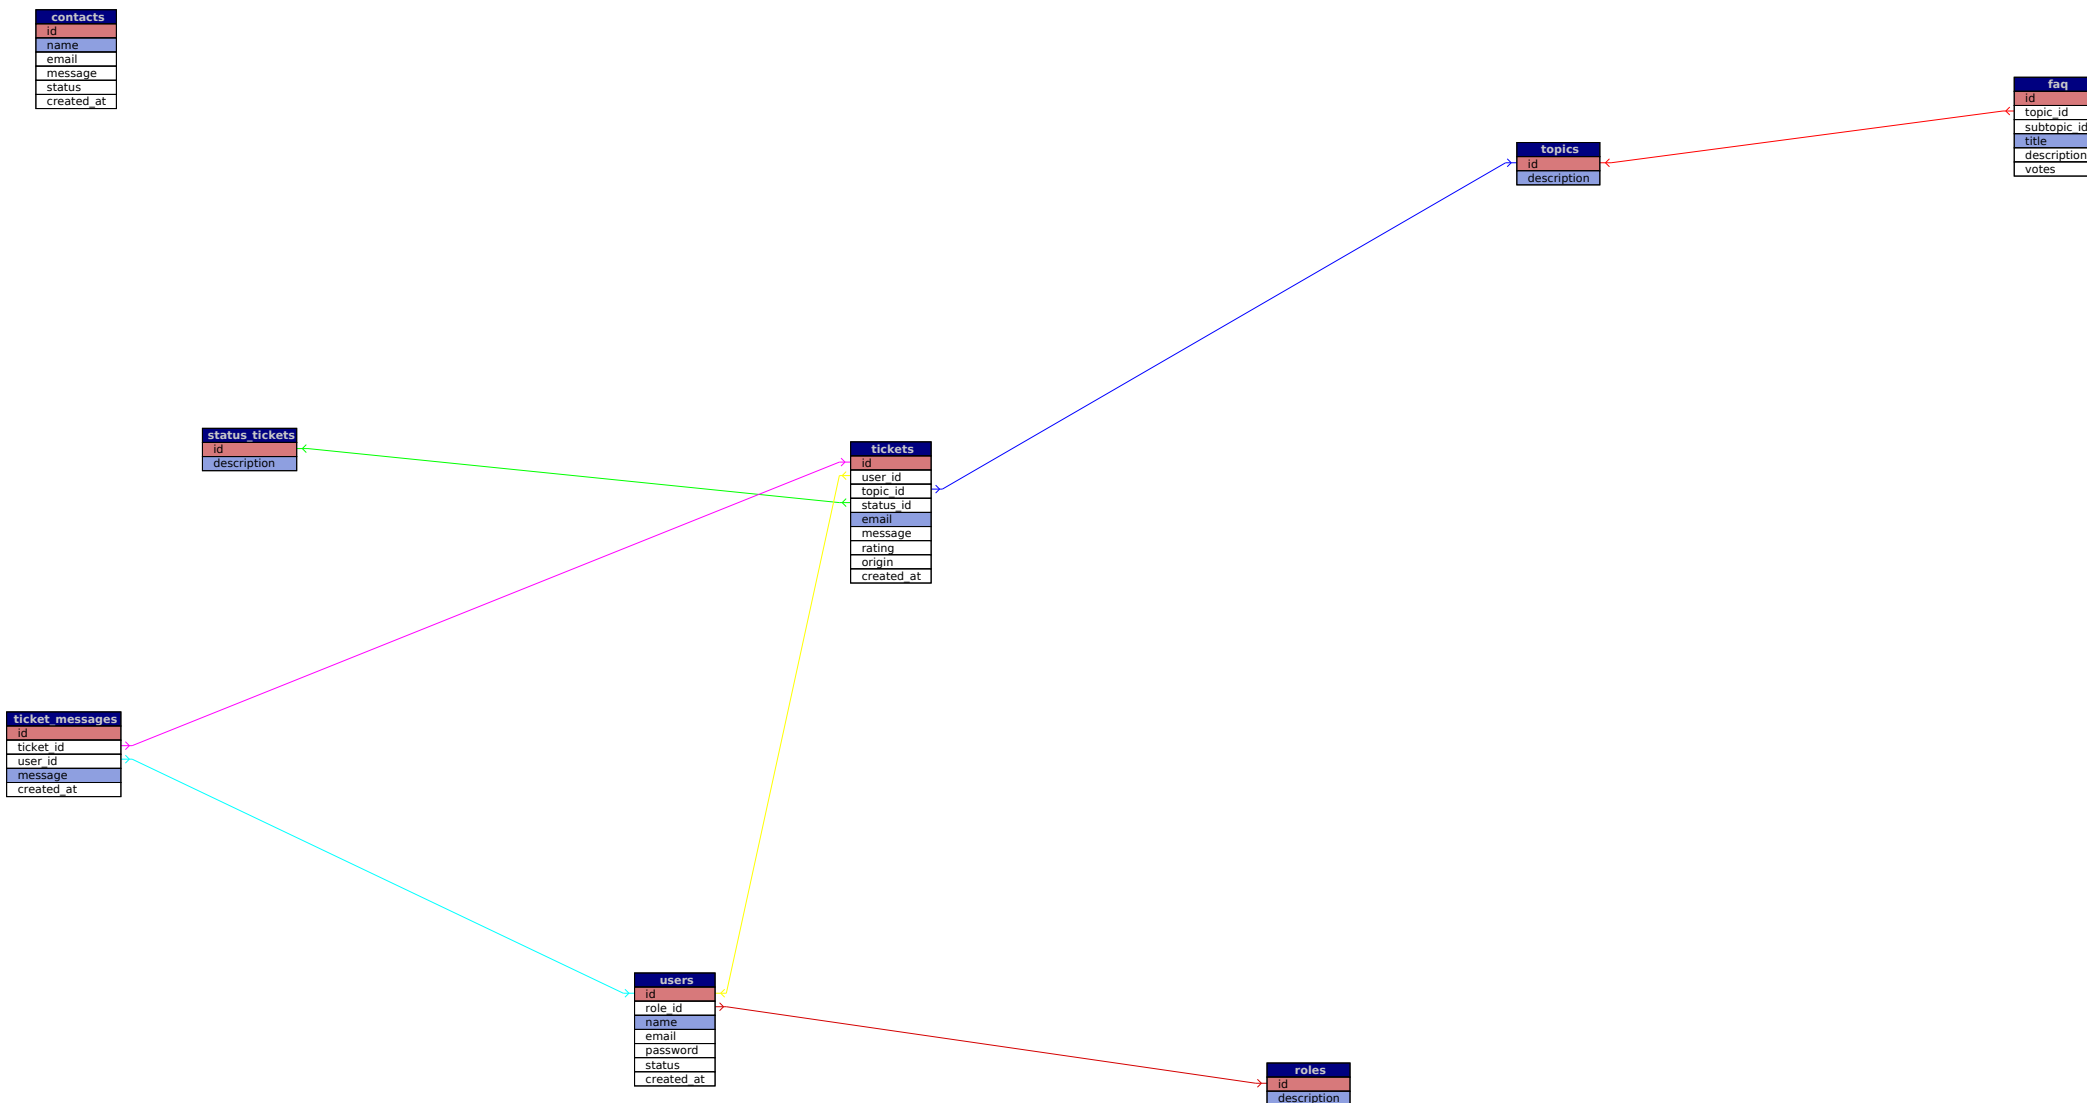 contacts
id
name
email
message
status
created_at
faq
id
topic_id
subtopic_id
title
description
votes
topics
id
description
status_tickets
id
description
tickets
id
user_id
topic_id
status_id
email
message
rating
origin
created_at
ticket_messages
id
ticket_id
user_id
message
created_at
users
id
role_id
name
email
password
status
created_at
roles
id
description